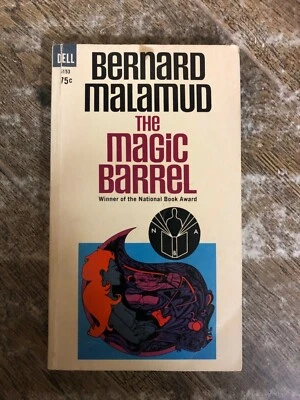 DELL
75c
BERNARD
MALAMUD
THE
MAGIC
BARREL
Winner of the National Book Award
N A